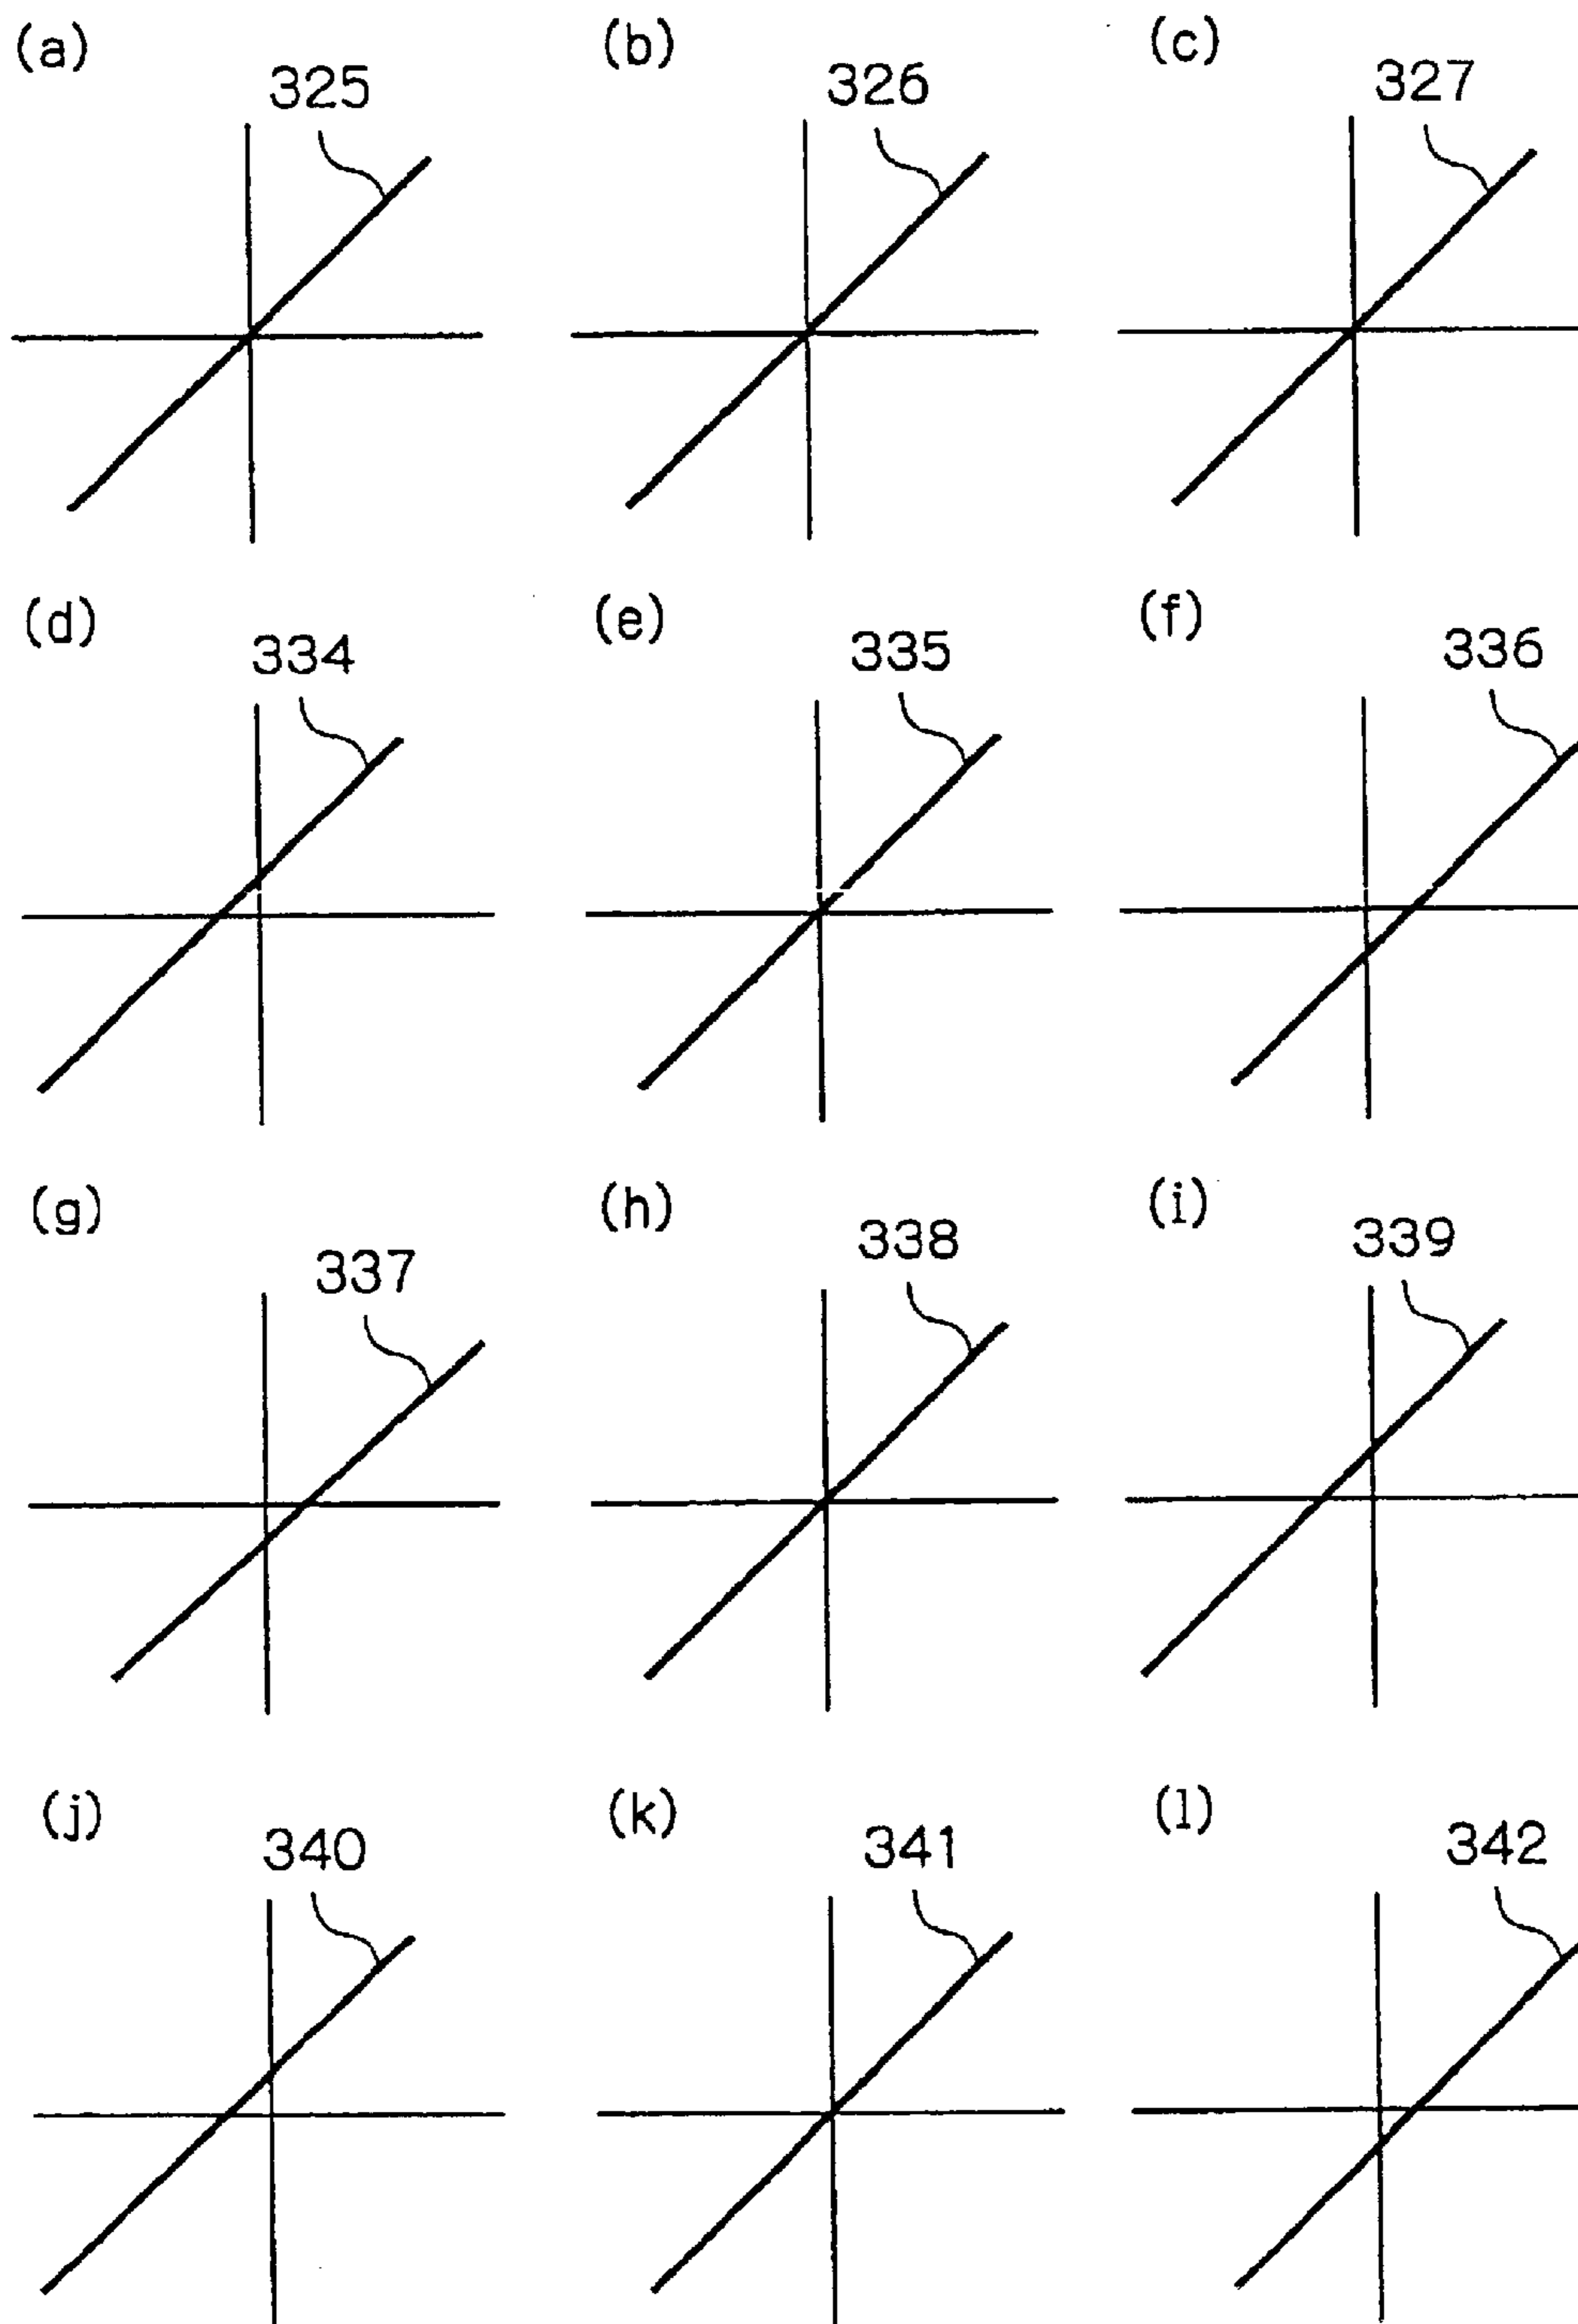 (a) (b) (c)
325 326 327
(d) (e) (f)
334 335 336
(g) (h) (i)
337 338 339
(j) (k) (l)
340 341 342